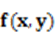 f(x, y)